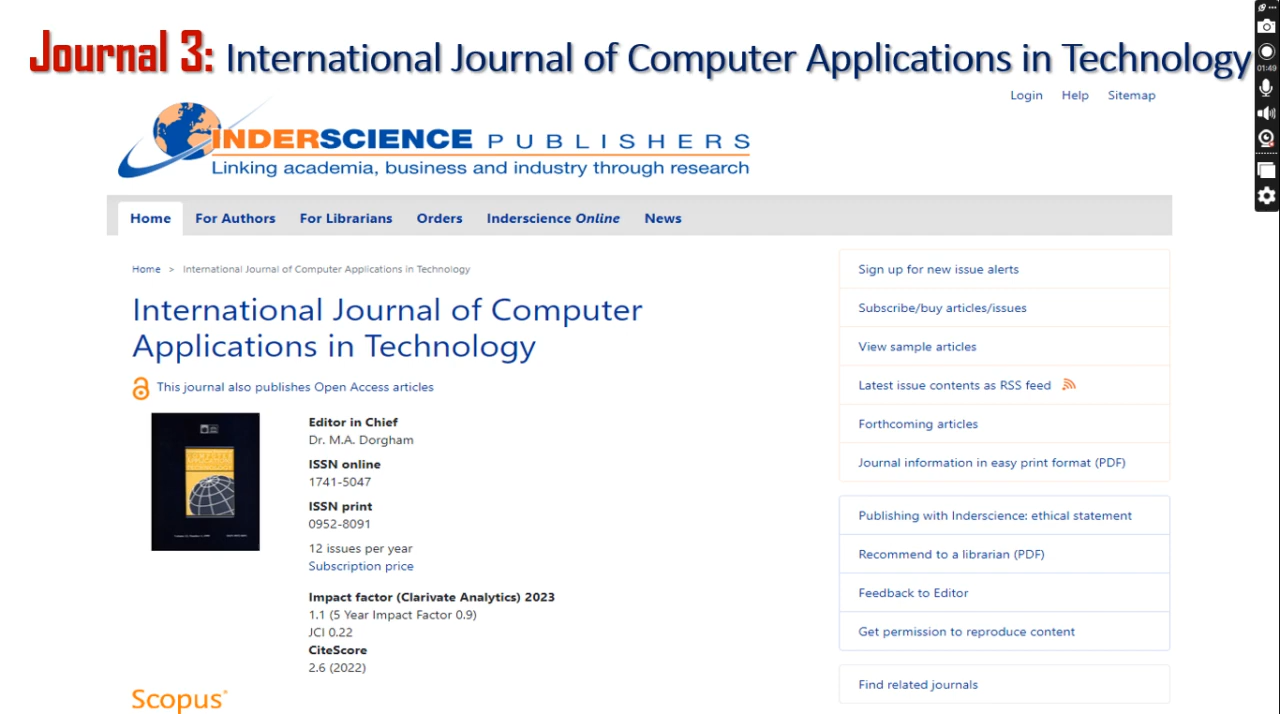 Journal 3: International Journal of Computer Applications in Technology
01:49
Login Help Sitemap
INDERSCIENCE PUBLISHERS
Linking academia, business and industry through research
Home For Authors For Librarians Orders Inderscience Online News
Home > International Journal of Computer Applications in Technology
International Journal of Computer
Applications in Technology
This journal also publishes Open Access articles
Editor in Chief
Dr. M.A. Dorgham
ISSN online
1741-5047
ISSN print
0952-8091
12 issues per year
Subscription price
Impact factor (Clarivate Analytics) 2023
1.1 (5 Year Impact Factor 0.9)
JCI 0.22
CiteScore
2.6 (2022)
Scopus®
Sign up for new issue alerts
Subscribe/buy articles/issues
View sample articles
Latest issue contents as RSS feed
Forthcoming articles
Journal information in easy print format (PDF)
Publishing with Inderscience: ethical statement
Recommend to a librarian (PDF)
Feedback to Editor
Get permission to reproduce content
Find related journals